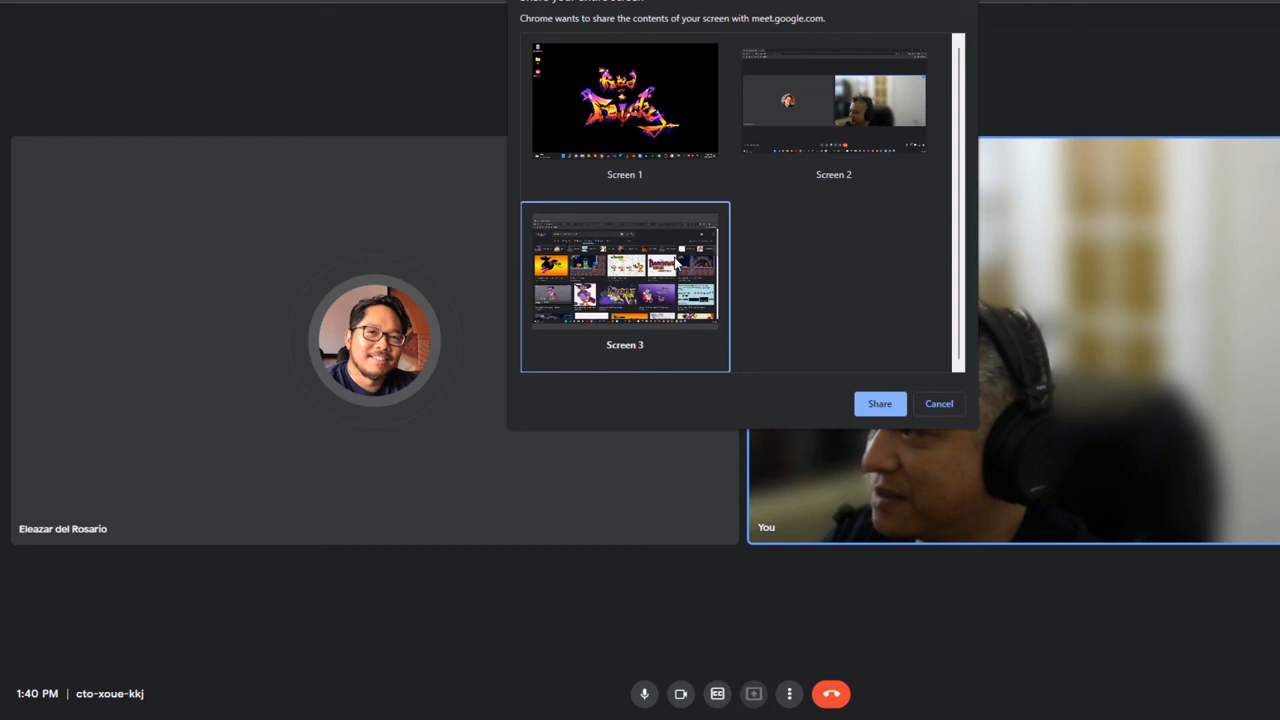 Chrome wants to share the contents of your screen with meet.google.com.
Screen 1
Screen 2
Screen 3
Share
Cancel
Eleazar del Rosario
You
1:40 PM | cto-xoue-kkj
CC